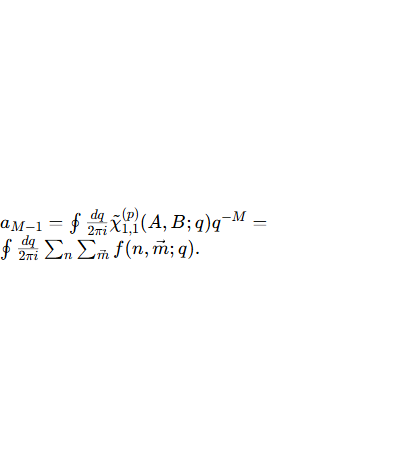 $a_{M-1} = \oint \frac{dq}{2\pi i} \tilde{\chi}_{1,1}^{(p)}(A, B; q) q^{-M} =$
$\oint \frac{dq}{2\pi i} \sum_n \sum_{\vec{m}} f(n, \vec{m}; q).$